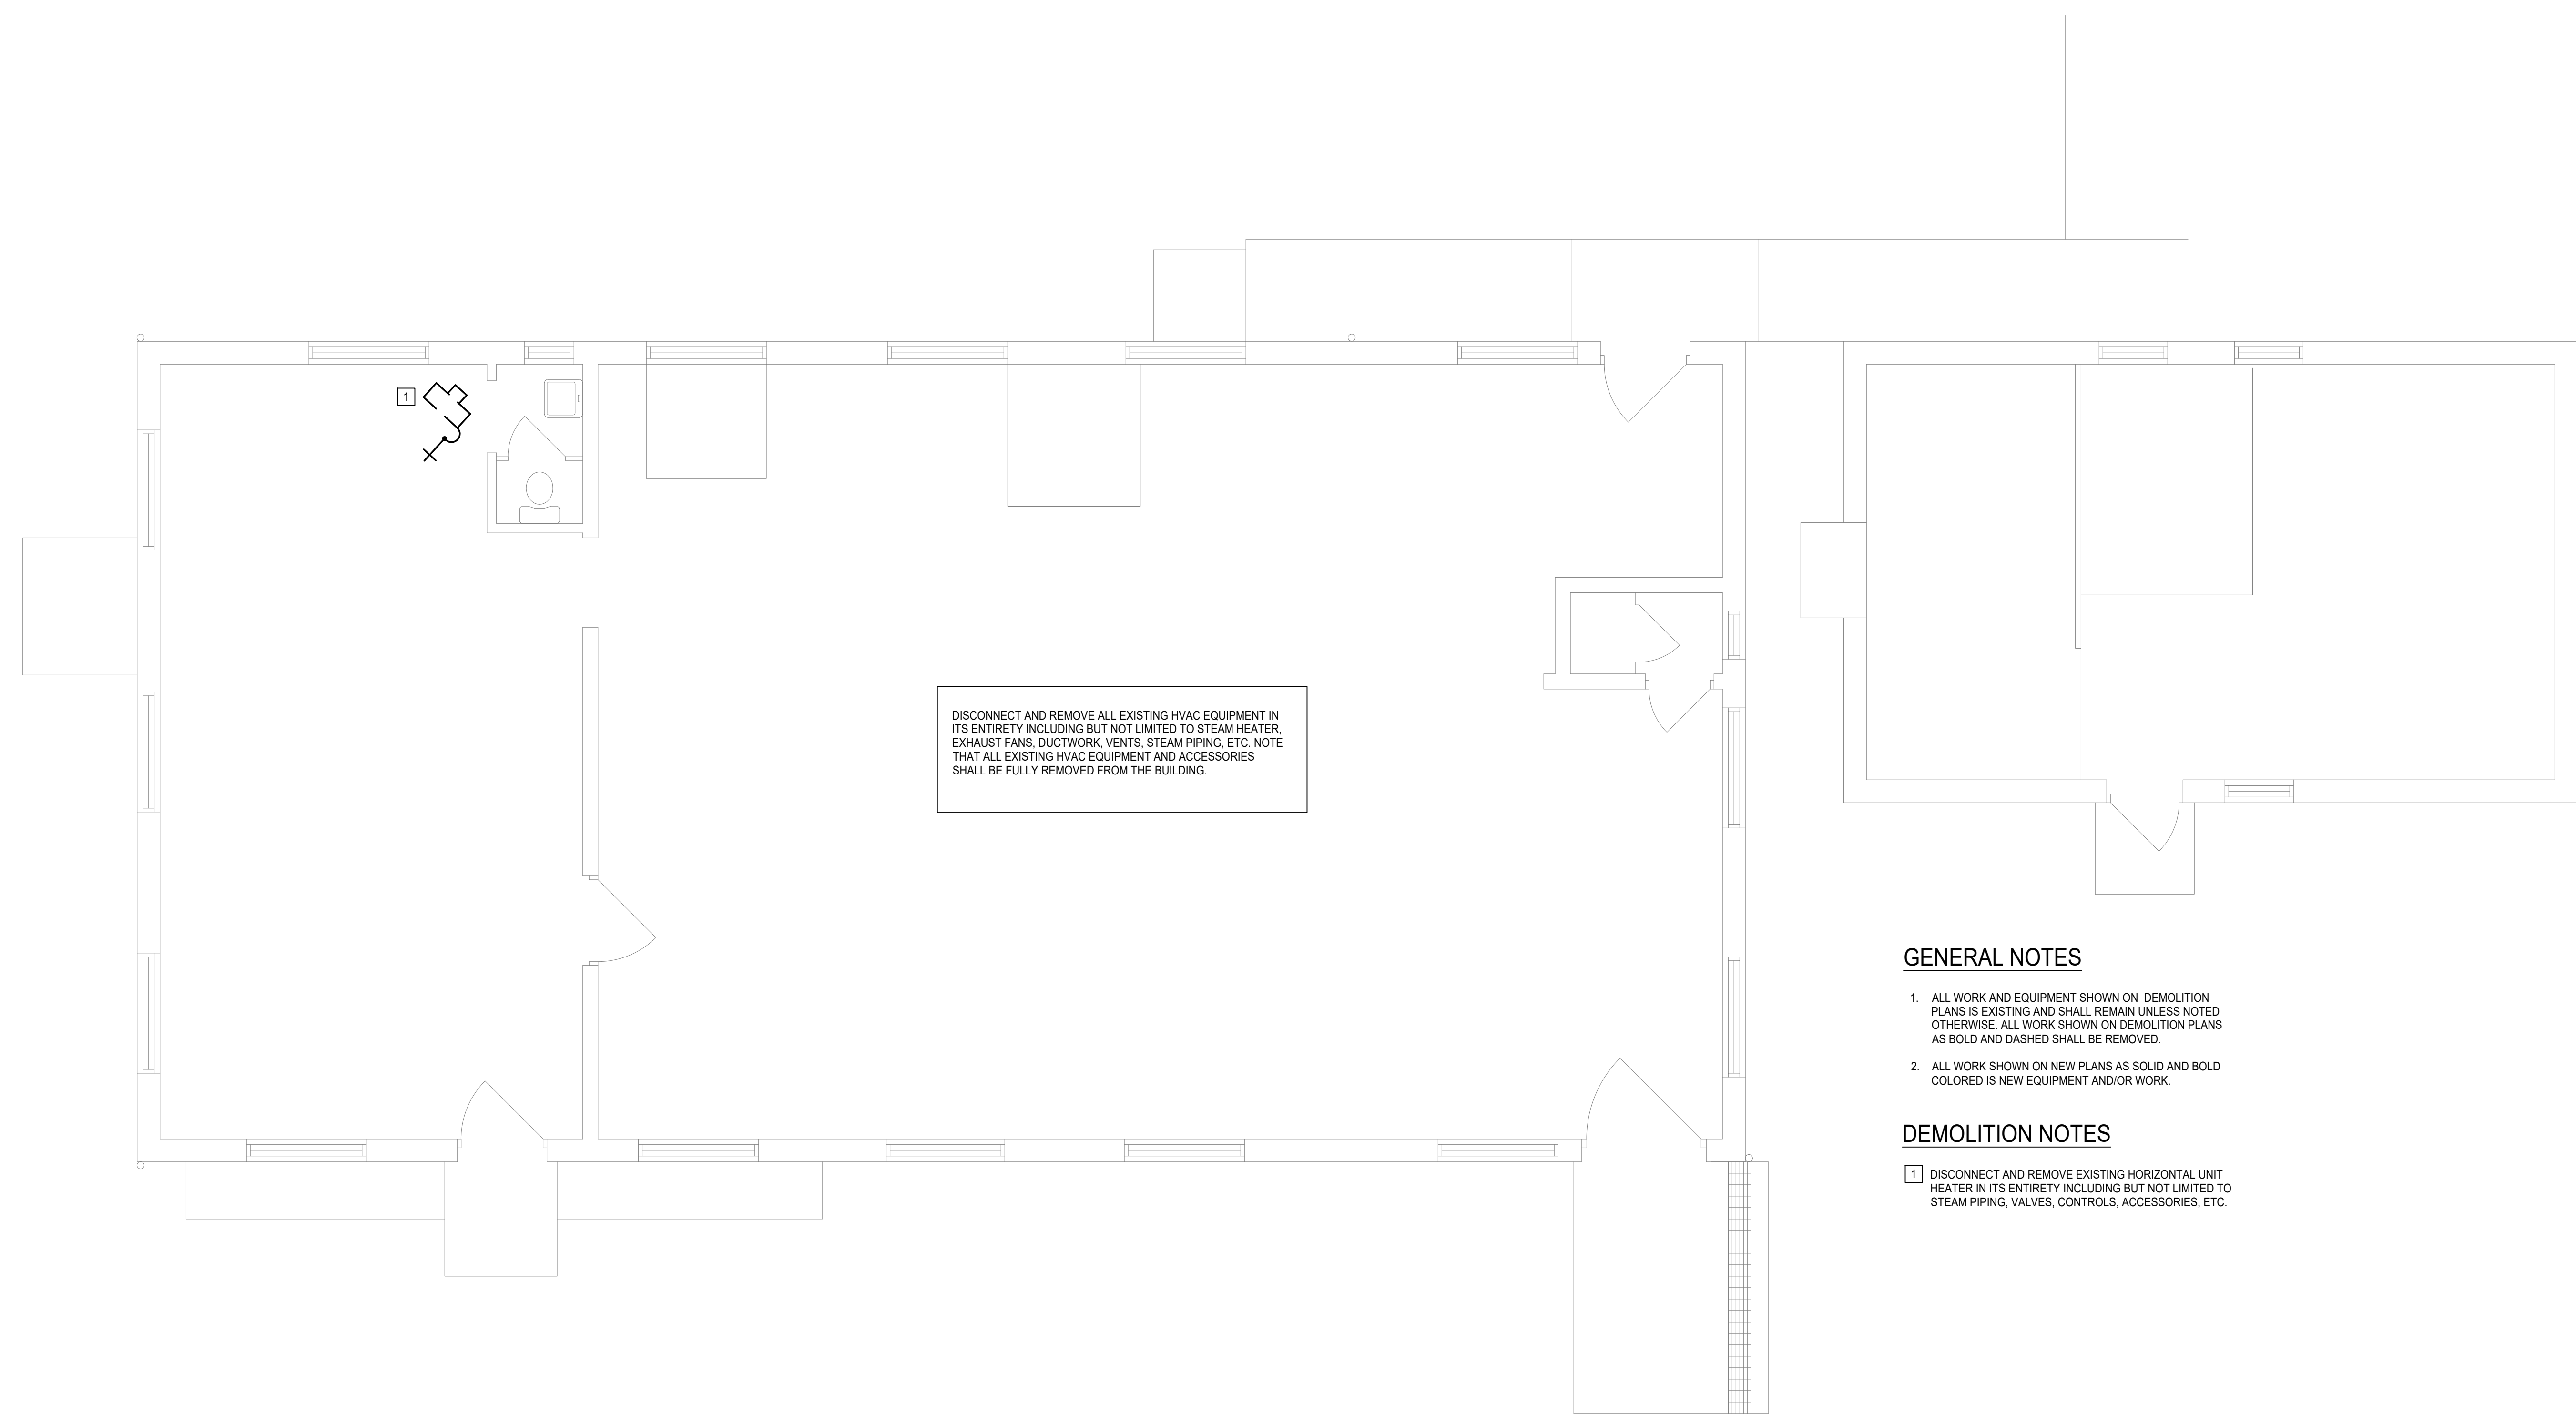 1
DISCONNECT AND REMOVE ALL EXISTING HVAC EQUIPMENT IN
ITS ENTIRETY INCLUDING BUT NOT LIMITED TO STEAM HEATER,
EXHAUST FANS, DUCTWORK, VENTS, STEAM PIPING, ETC. NOTE
THAT ALL EXISTING HVAC EQUIPMENT AND ACCESSORIES
SHALL BE FULLY REMOVED FROM THE BUILDING.
GENERAL NOTES
1. ALL WORK AND EQUIPMENT SHOWN ON DEMOLITION
PLANS IS EXISTING AND SHALL REMAIN UNLESS NOTED
OTHERWISE. ALL WORK SHOWN ON DEMOLITION PLANS
AS BOLD AND DASHED SHALL BE REMOVED.
2. ALL WORK SHOWN ON NEW PLANS AS SOLID AND BOLD
COLORED IS NEW EQUIPMENT AND/OR WORK.
DEMOLITION NOTES
1 DISCONNECT AND REMOVE EXISTING HORIZONTAL UNIT
HEATER IN ITS ENTIRETY INCLUDING BUT NOT LIMITED TO
STEAM PIPING, VALVES, CONTROLS, ACCESSORIES, ETC.